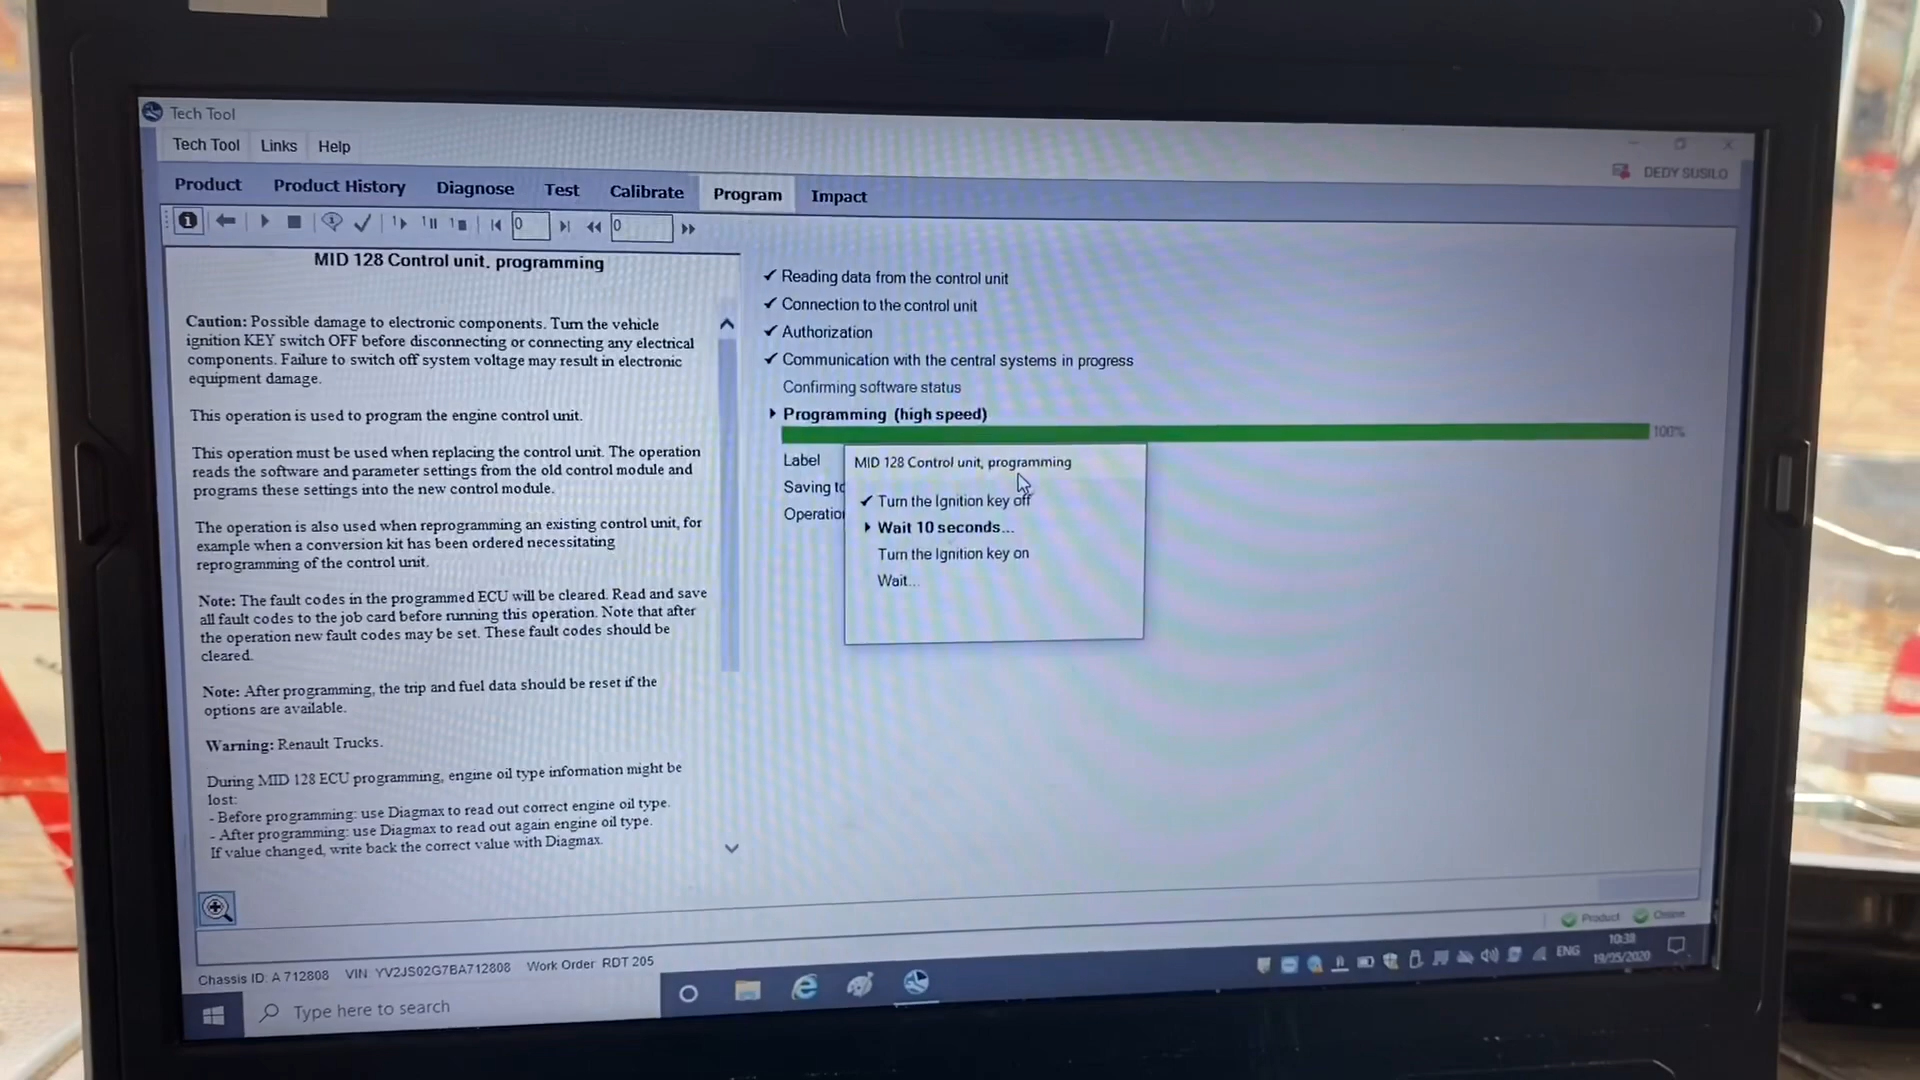 Tech Tool
Tech Tool Links Help
DEDY SUSILO
Product Product History Diagnose Test Calibrate Program Impact
0 0
MID 128 Control unit, programming
Caution: Possible damage to electronic components. Turn the vehicle
ignition KEY switch OFF before disconnecting or connecting any electrical
components. Failure to switch off system voltage may result in electronic
equipment damage.
This operation is used to program the engine control unit.
This operation must be used when replacing the control unit. The operation
reads the software and parameter settings from the old control module and
programs these settings into the new control module.
The operation is also used when reprogramming an existing control unit, for
example when a conversion kit has been ordered necessitating
reprogramming of the control unit.
Note: The fault codes in the programmed ECU will be cleared. Read and save
all fault codes to the job card before running this operation. Note that after
the operation new fault codes may be set. These fault codes should be
cleared.
Note: After programming, the trip and fuel data should be reset if the
options are available.
Warning: Renault Trucks.
During MID 128 ECU programming, engine oil type information might be
lost:
- Before programming: use Diagmax to read out correct engine oil type.
- After programming: use Diagmax to read out again engine oil type.
If value changed, write back the correct value with Diagmax.
Reading data from the control unit
Connection to the control unit
Authorization
Communication with the central systems in progress
Confirming software status
Programming (high speed)
100%
Label
Saving to
Operation
MID 128 Control unit, programming
Turn the Ignition key off
Wait 10 seconds...
Turn the Ignition key on
Wait...
Product Online
Chassis ID: A 712808 VIN YV2JS02G7BA712808 Work Order RDT 205
Type here to search
ENG
10:38
19/05/2020